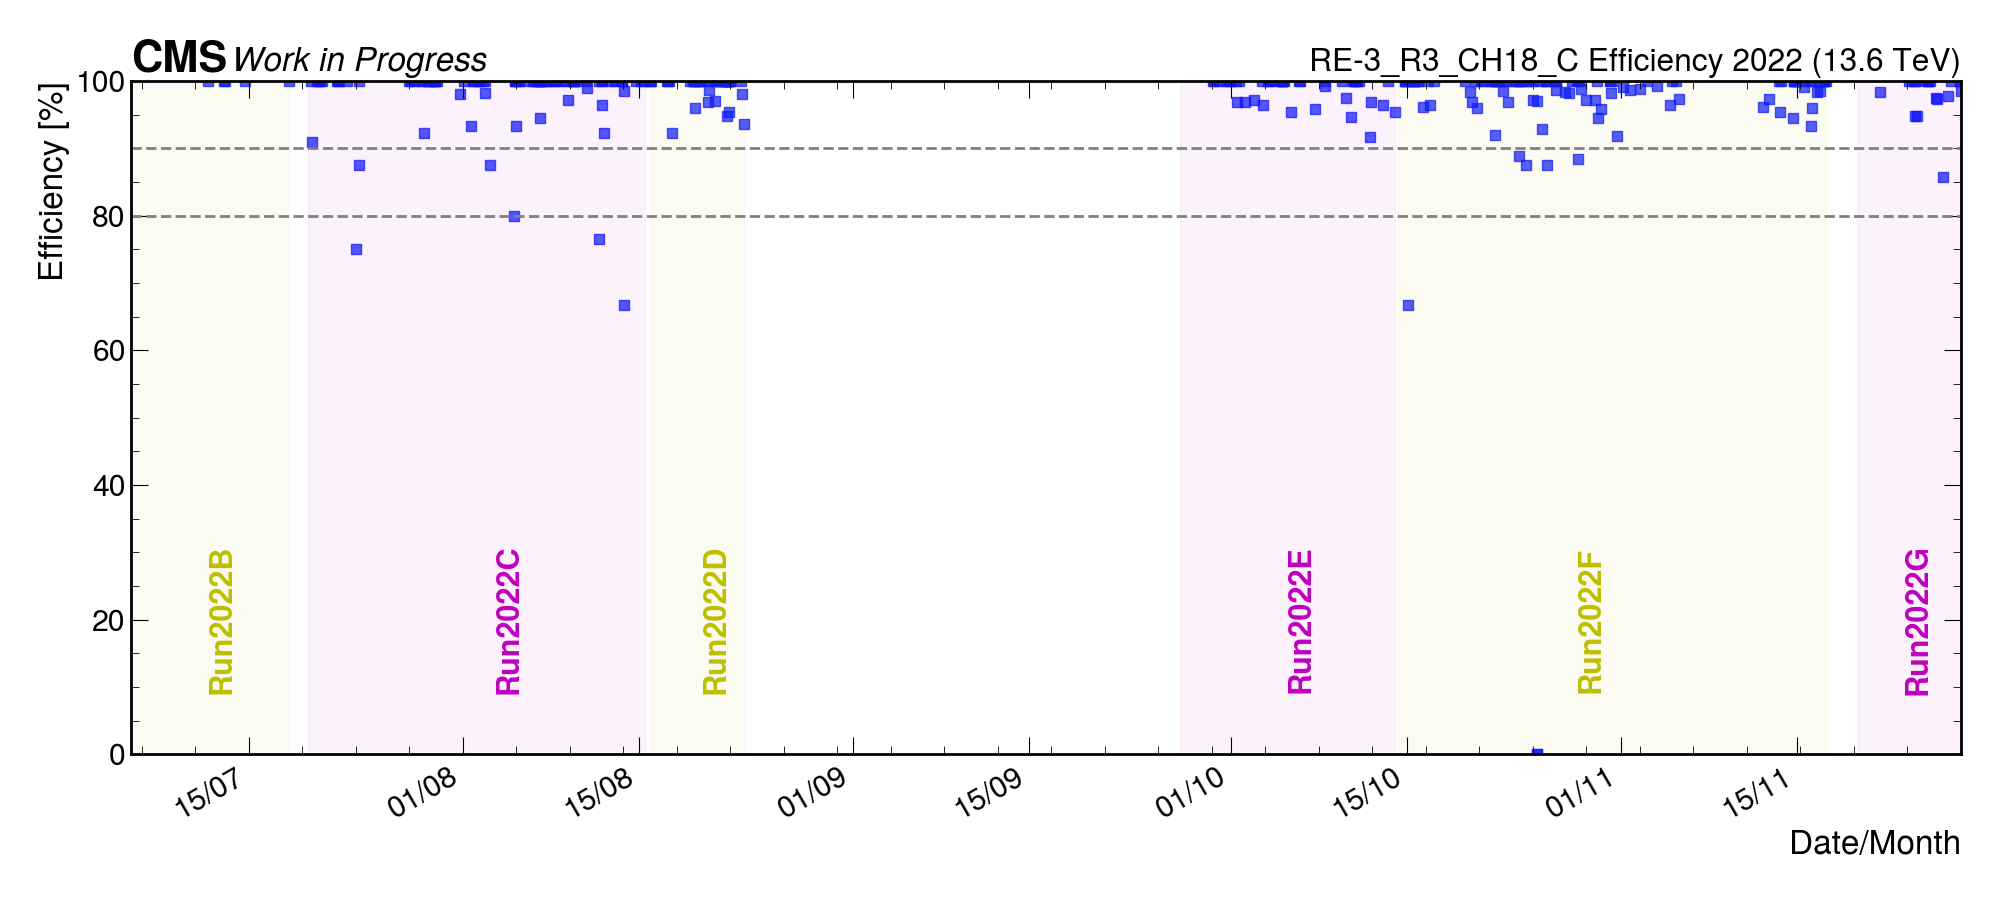 CMS Work in Progress
RE-3_R3_CH18_C Efficiency 2022 (13.6 TeV)
Efficiency [%]
100
80
60
40
20
0
Run2022B
Run2022C
Run2022D
Run2022E
Run2022F
Run2022G
15/07
01/08
15/08
01/09
15/09
01/10
15/10
01/11
15/11
Date/Month